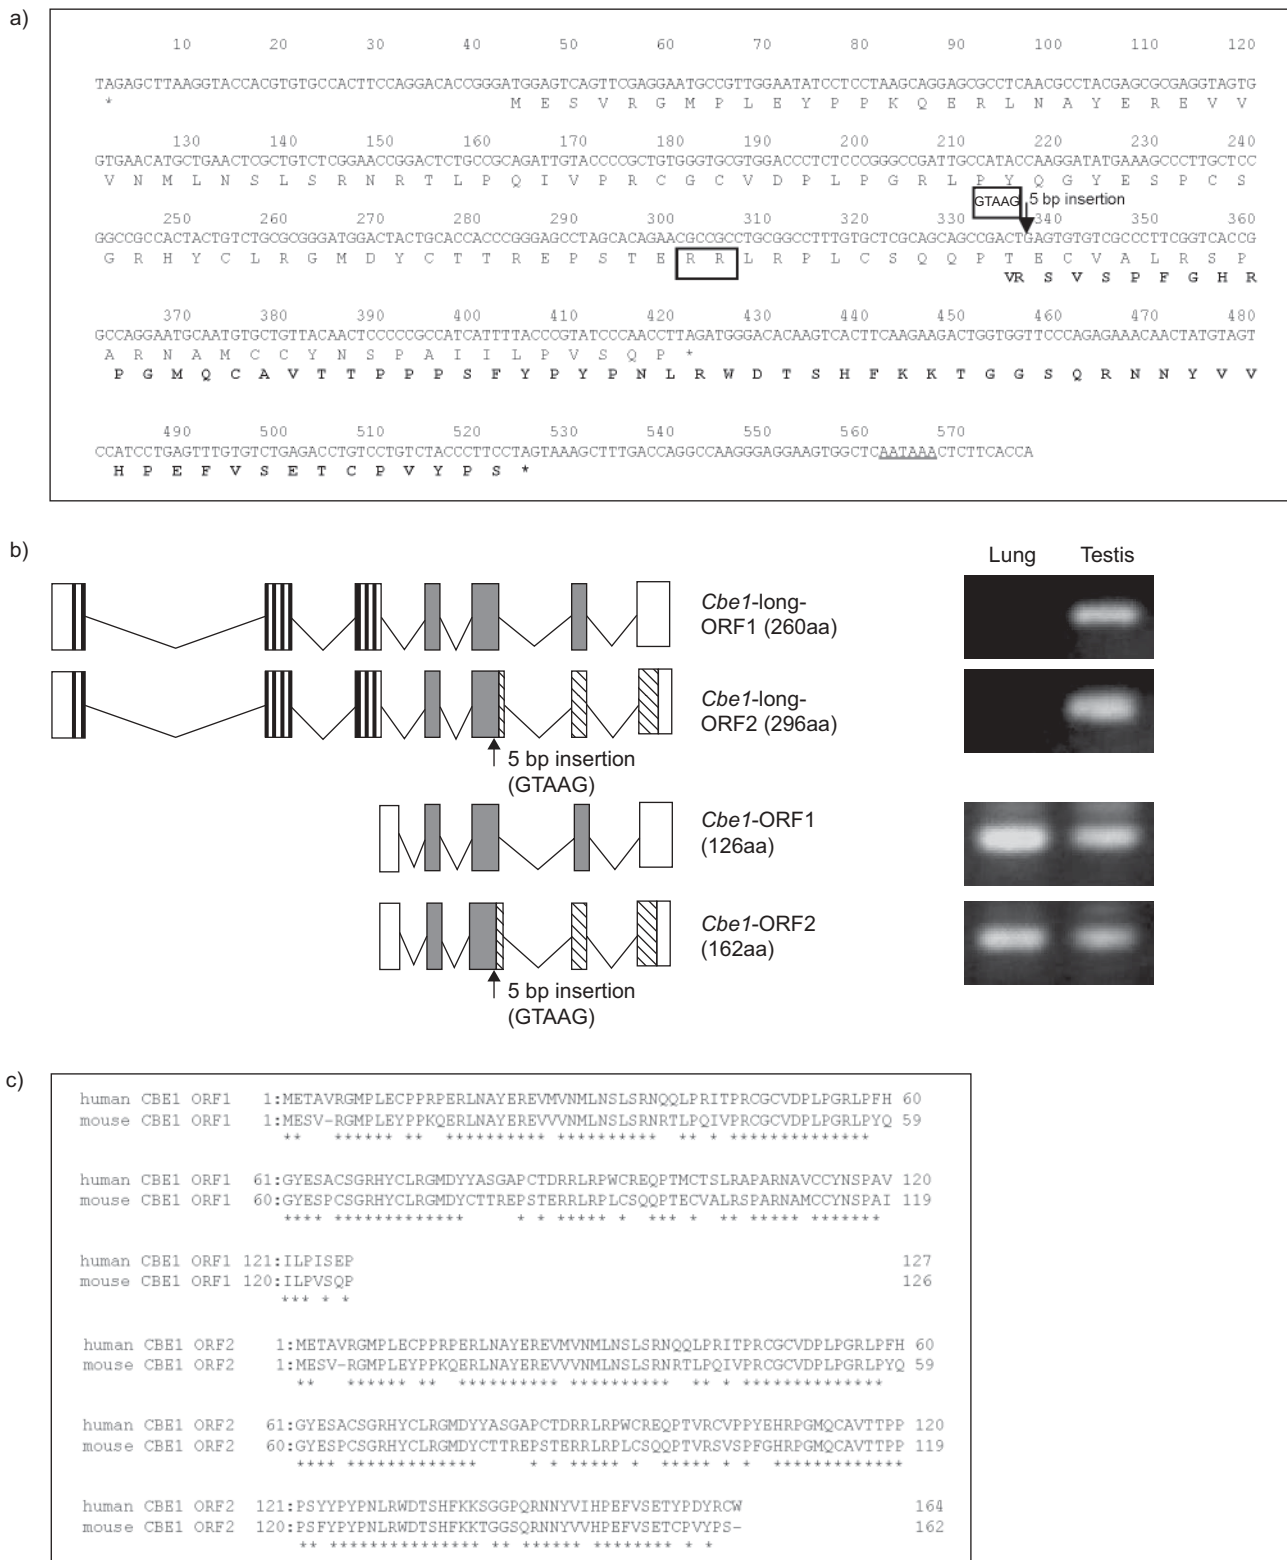 a)
10 20 30 40 50 60 70 80 90 100 110 120
TAGAGCTTAAGGTACCACGTGTGCCACTTCCAGGACACCGGGATGGAGTCAGTTCGAGGAATGCCGTTGGAATATCCTCCTAAGCAGGAGCGCCTCAACGCCTACGAGCGCGAGGTAGTG
* M E S V R G M P L E Y P P K Q E R L N A Y E R E V V
130 140 150 160 170 180 190 200 210 220 230 240
GTGAACATGCTGAACTCGCTGTCTCGGAACCGGACTCTGCCGCAGATTGTACCCCGCTGTGGGTGCGTGGACCCTCTCCCGGGCCGATTGCCATACCAAGGATATGAAAGCCCTTGCTCC
V N M L N S L S R N R T L P Q I V P R C G C V D P L P G R L P Y Q G Y E S P C S
GTAAG 5 bp insertion
250 260 270 280 290 300 310 320 330 340 350 360
GGCCGCCACTACTGTCTGCGCGGGATGGACTACTGCACCACCCGGGAGCCTAGCACAGAACGCCGCCTGCGGCCTTTGTGCTCGCAGCAGCCGACTGAGTGTGTCGCCCTTCGGTCACCG
G R H Y C L R G M D Y C T T R E P S T E R R L R P L C S Q Q P T E C V A L R S P
VR S V S P F G H R
370 380 390 400 410 420 430 440 450 460 470 480
GCCAGGAATGCAATGTGCTGTTACAACTCCCCCGCCATCATTTTACCCGTATCCCAACCTTAGATGGGACACAAGTCACTTCAAGAAGACTGGTGGTTCCCAGAGAAACAACTATGTAGT
A R N A M C C Y N S P A I I L P V S Q P *
P G M Q C A V T T P P P S F Y P Y P N L R W D T S H F K K T G G S Q R N N Y V V
490 500 510 520 530 540 550 560 570
CCATCCTGAGTTTGTGTCTGAGACCTGTCCTGTCTACCCTTCCTAGTAAAGCTTTGACCAGGCCAAGGGAGGAAGTGGCTCAATAAACTCTTCACCA
H P E F V S E T C P V Y P S *
b)
Lung Testis
Cbe1-long-
ORF1 (260aa)
Cbe1-long-
ORF2 (296aa)
5 bp insertion
(GTAAG)
Cbe1-ORF1
(126aa)
Cbe1-ORF2
(162aa)
5 bp insertion
(GTAAG)
c)
human CBE1 ORF1 1:METAVRGMPLECPPRPERLNAYEREVMVNMLNSLSRNQQLPRITPRCGCVDPLPGRLPFH 60
mouse CBE1 ORF1 1:MESV-RGMPLEYPPKQERLNAYEREVVVNMLNSLSRNRTLPQIVPRCGCVDPLPGRLPYQ 59
** ****** ** ********** ********** ** * **************
human CBE1 ORF1 61:GYESACSGRHYCLRGMDYYASGAPCTDRRLRPWCREQPTMCTSLRAPARNAVCCYNSPAV 120
mouse CBE1 ORF1 60:GYESPCSGRHYCLRGMDYCTTREPSTERRLRPLCSQQPTECVALRSPARNAMCCYNSPAI 119
**** ************* * * ***** * *** * ** ***** *******
human CBE1 ORF1 121:ILPISEP 127
mouse CBE1 ORF1 120:ILPVSQP 126
*** * *
human CBE1 ORF2 1:METAVRGMPLECPPRPERLNAYEREVMVNMLNSLSRNQQLPRITPRCGCVDPLPGRLPFH 60
mouse CBE1 ORF2 1:MESV-RGMPLEYPPKQERLNAYEREVVVNMLNSLSRNRTLPQIVPRCGCVDPLPGRLPYQ 59
** ****** ** ********** ********** ** * **************
human CBE1 ORF2 61:GYESACSGRHYCLRGMDYYASGAPCTDRRLRPWCREQPTVRCVPPYEHRPGMQCAVTTPP 120
mouse CBE1 ORF2 60:GYESPCSGRHYCLRGMDYCTTREPSTERRLRPLCSQQPTVRSVSPFGHRPGMQCAVTTPP 119
**** ************* * * ***** * **** * * *************
human CBE1 ORF2 121:PSYYPYPNLRWDTSHFKKSGGPQRNNYVIHPEFVSETYPDYRCW 164
mouse CBE1 ORF2 120:PSFYPYPNLRWDTSHFKKTGGSQRNNYVVHPEFVSETCPVYPS- 162
** *************** ** ****** ******** * *